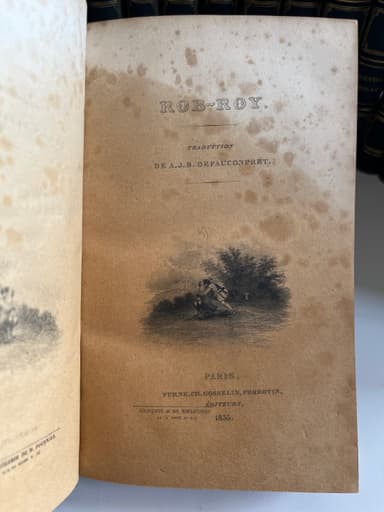 ROB-ROY.
TRADUCTION
DE A. J. B. DEFAUCONPRET.
PARIS,
FURNE, CH. GOSSELIN, PERROTIN,
ÉDITEURS.
1835.